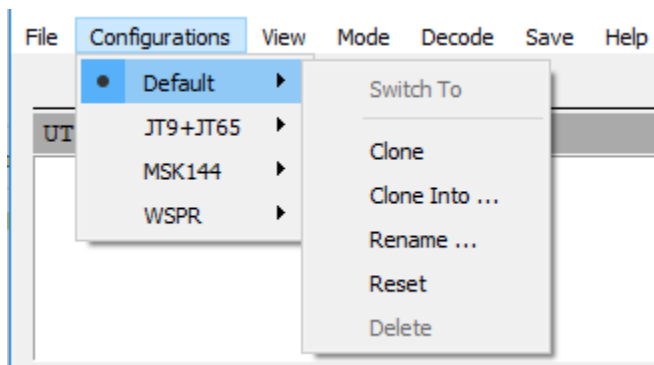 File Configurations View Mode Decode Save Help
Default
JT9+JT65
MSK144
WSPR
Switch To
Clone
Clone Into ...
Rename ...
Reset
Delete
UT